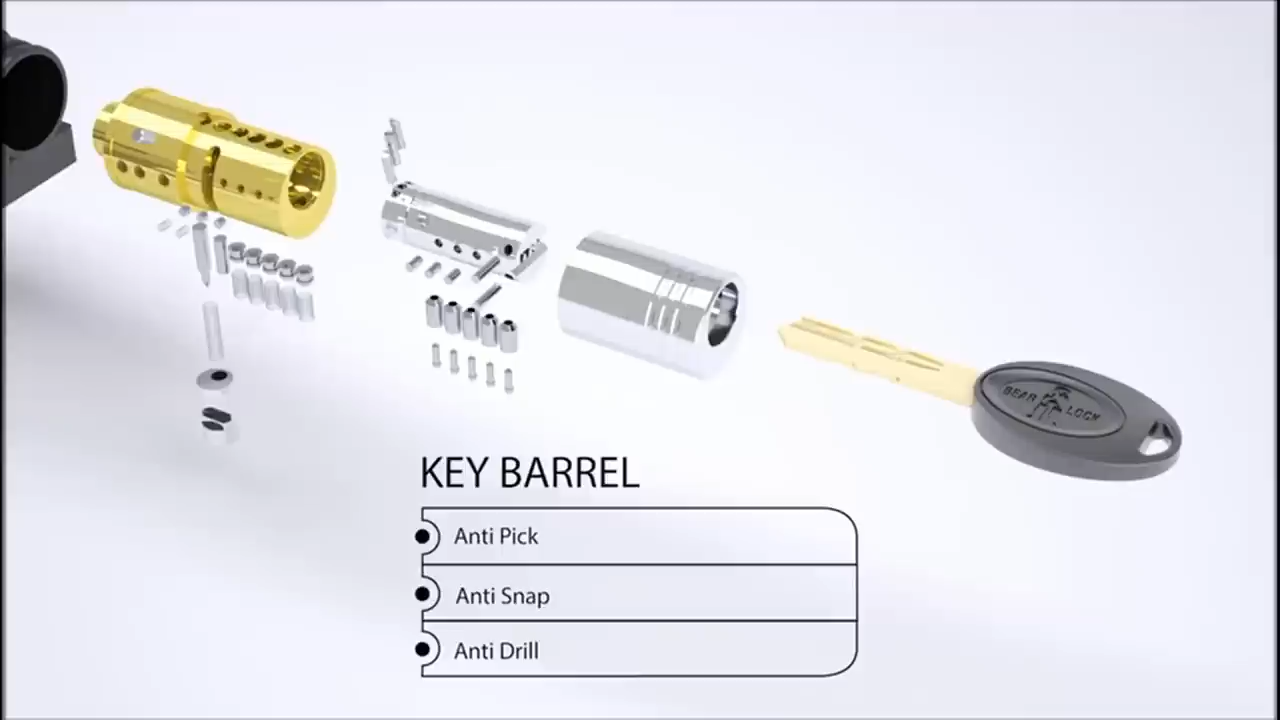 BEAR LOCK
KEY BARREL
Anti Pick
Anti Snap
Anti Drill